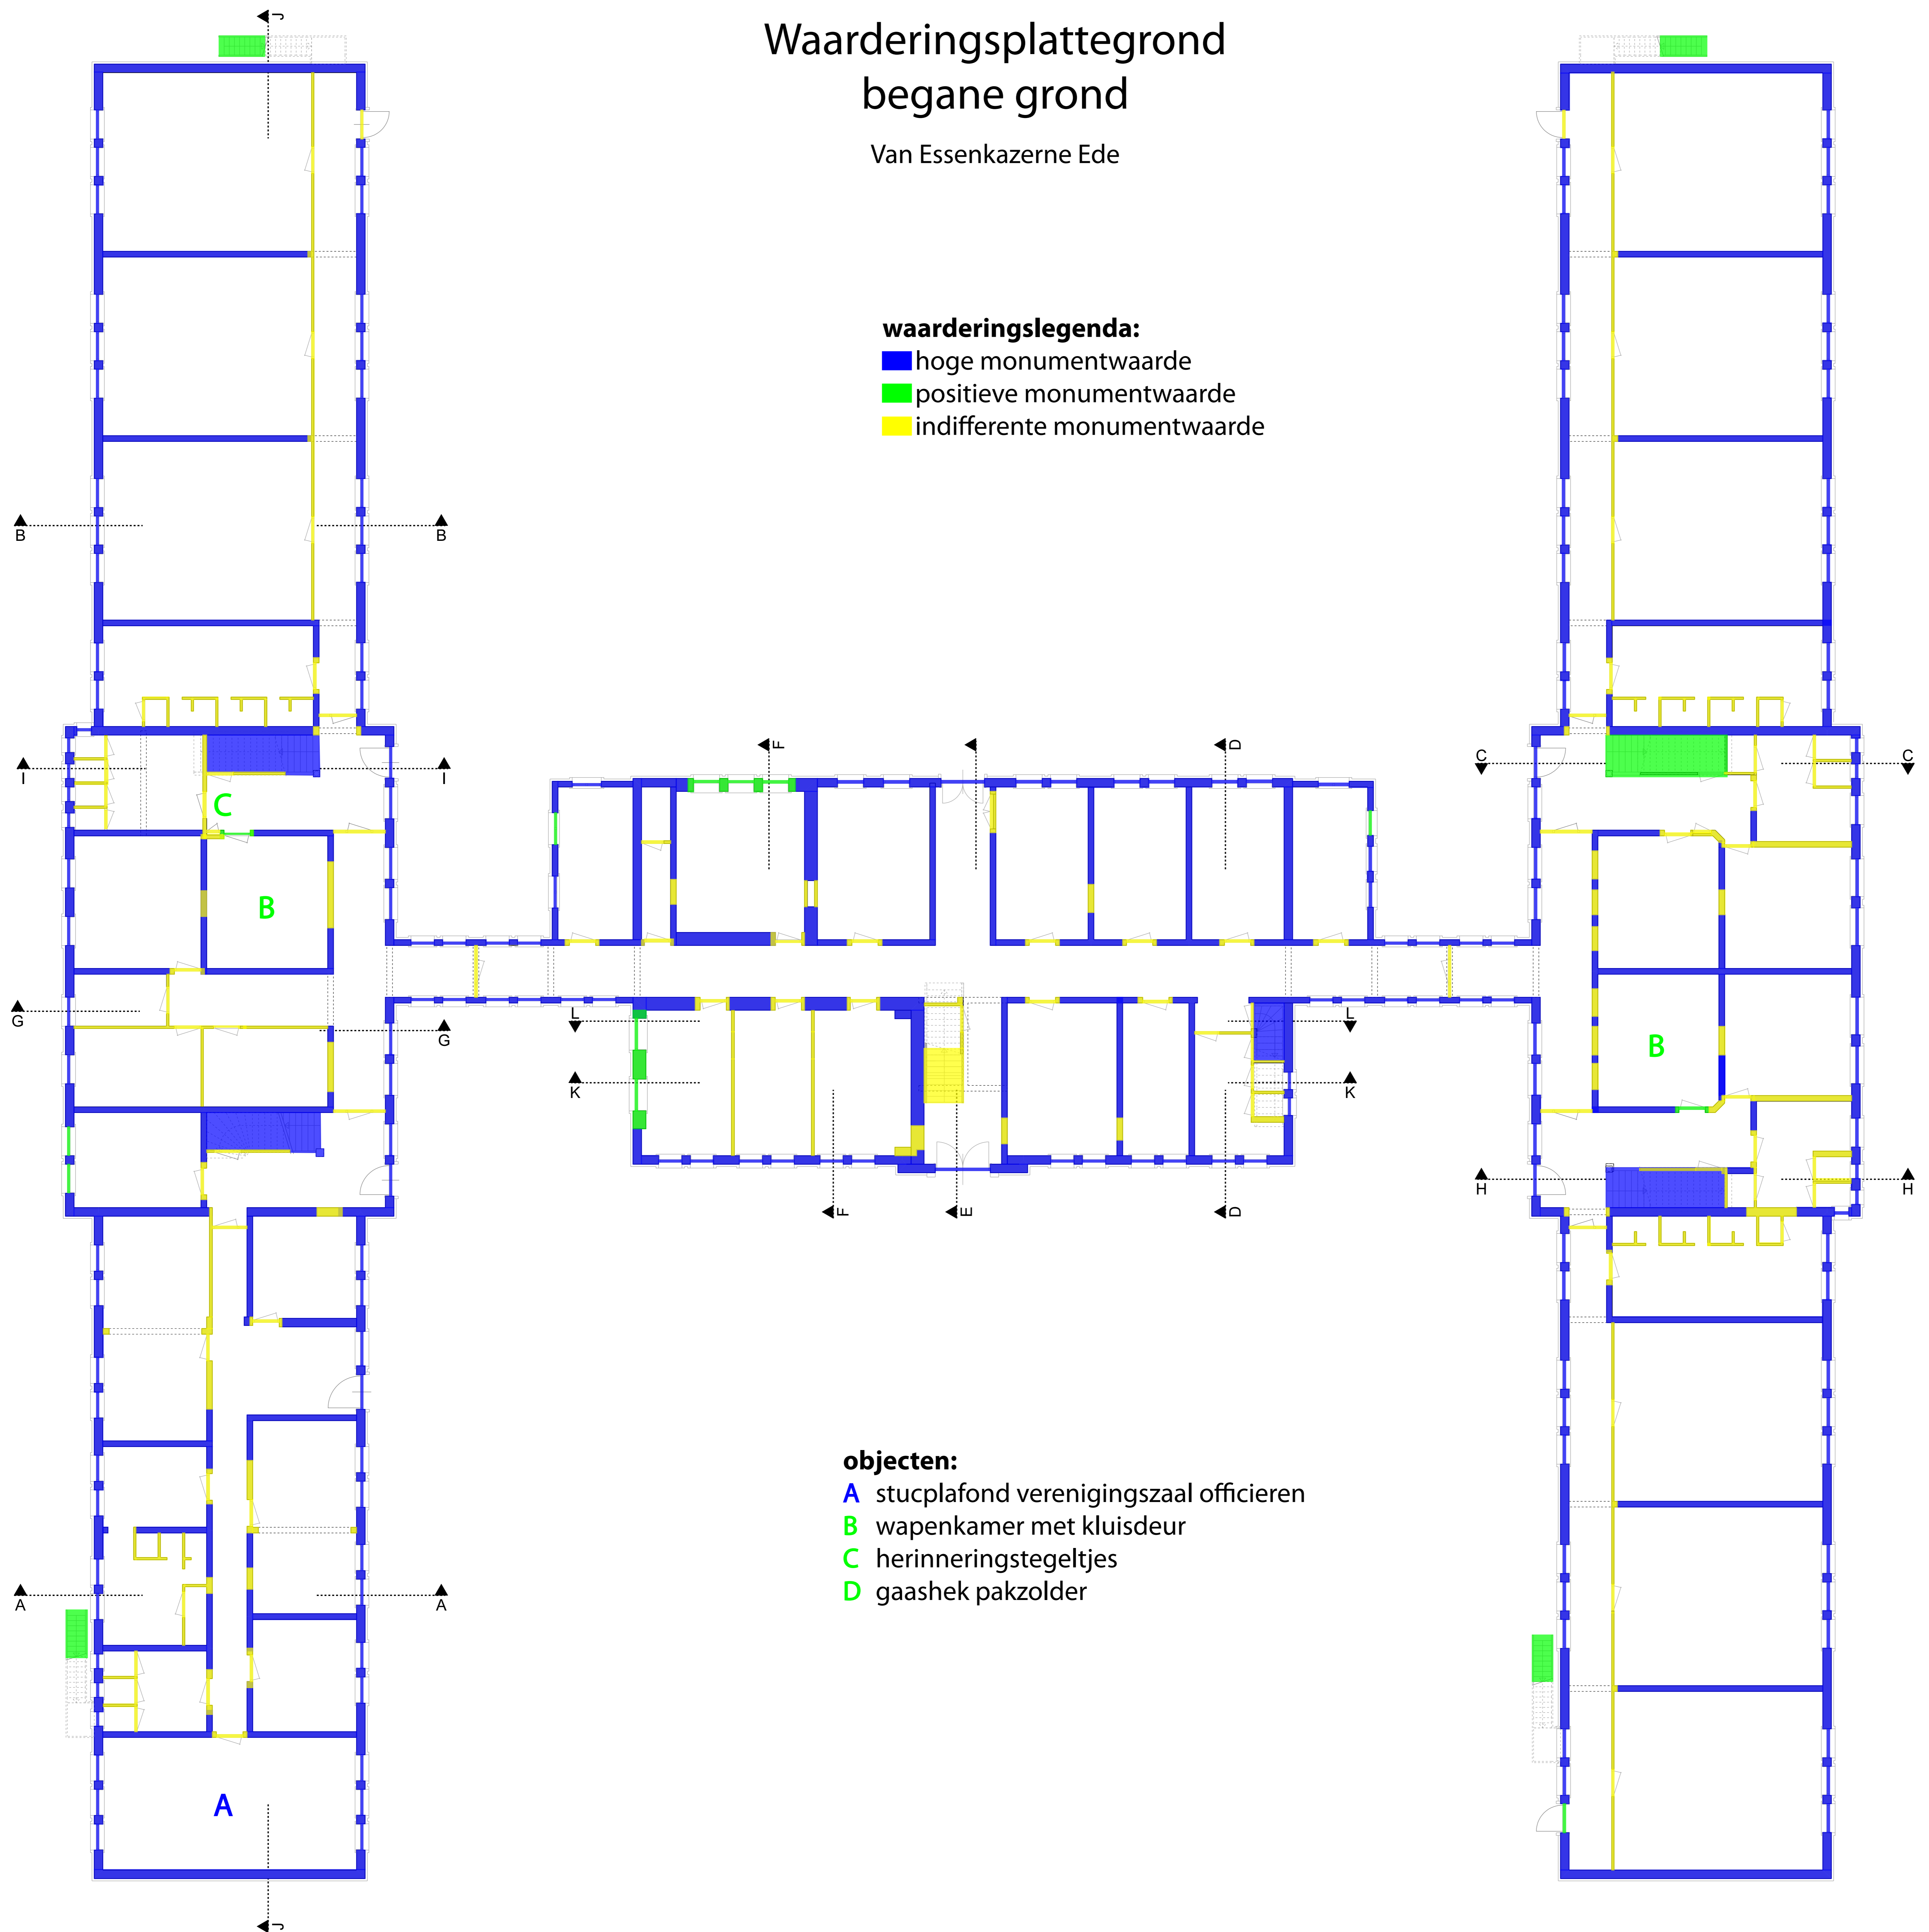 J
Waarderingsplattegrond
begane grond
Van Essenkazerne Ede
waarderingslegenda:
hoge monumentwaarde
positieve monumentwaarde
indifferente monumentwaarde
B B
F D
I I C C
C
B
L L
G G
B
K K
H H
F E D
objecten:
A stucplafond verenigingszaal officieren
B wapenkamer met kluisdeur
C herinneringstegeltjes
D gaashek pakzolder
A A
A
J